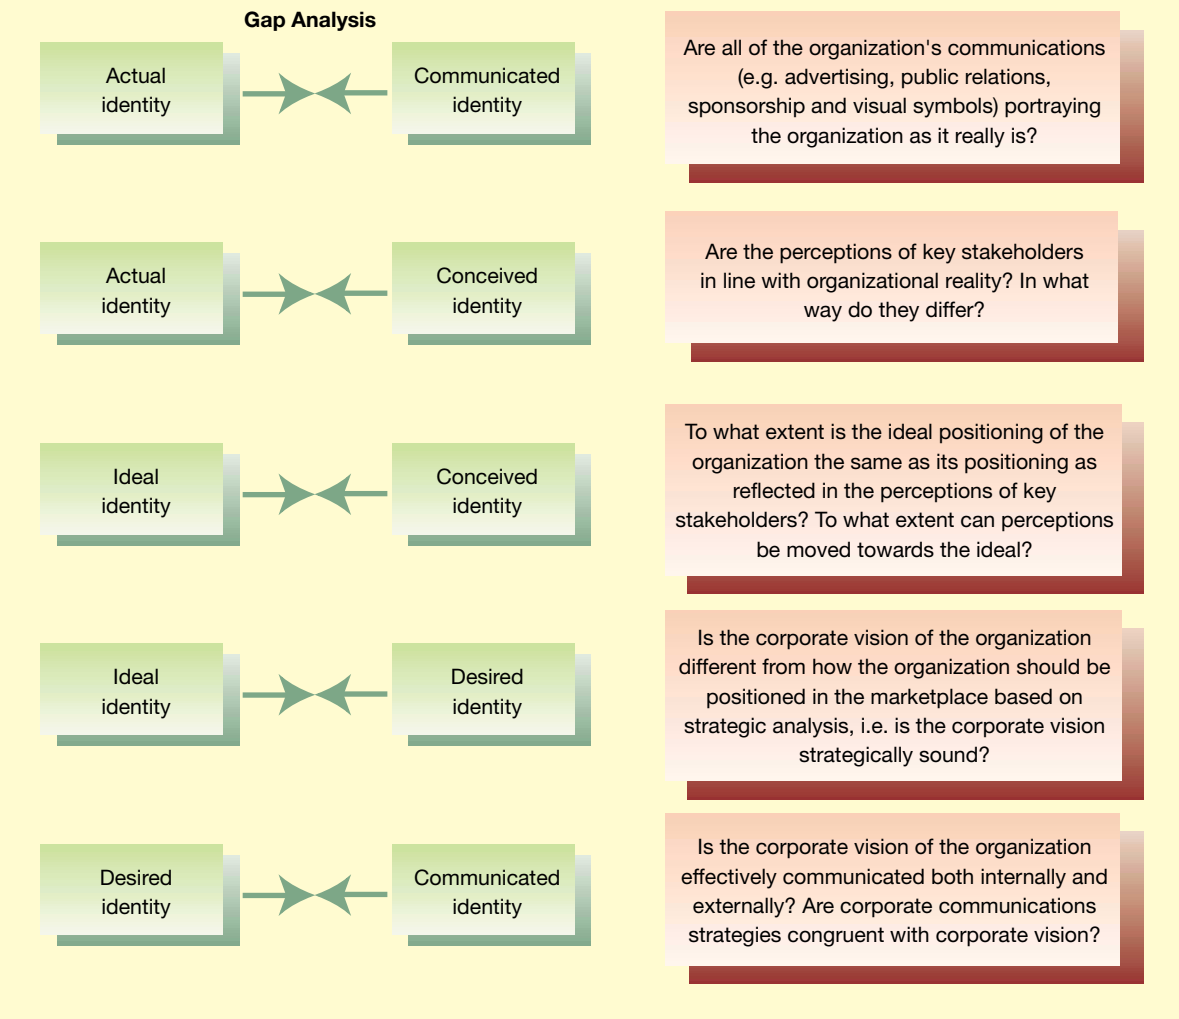 Gap Analysis
Actual
identity
Communicated
identity
Are all of the organization's communications
(e.g. advertising, public relations,
sponsorship and visual symbols) portraying
the organization as it really is?
Actual
identity
Conceived
identity
Are the perceptions of key stakeholders
in line with organizational reality? In what
way do they differ?
Ideal
identity
Conceived
identity
To what extent is the ideal positioning of the
organization the same as its positioning as
reflected in the perceptions of key
stakeholders? To what extent can perceptions
be moved towards the ideal?
Ideal
identity
Desired
identity
Is the corporate vision of the organization
different from how the organization should be
positioned in the marketplace based on
strategic analysis, i.e. is the corporate vision
strategically sound?
Desired
identity
Communicated
identity
Is the corporate vision of the organization
effectively communicated both internally and
externally? Are corporate communications
strategies congruent with corporate vision?